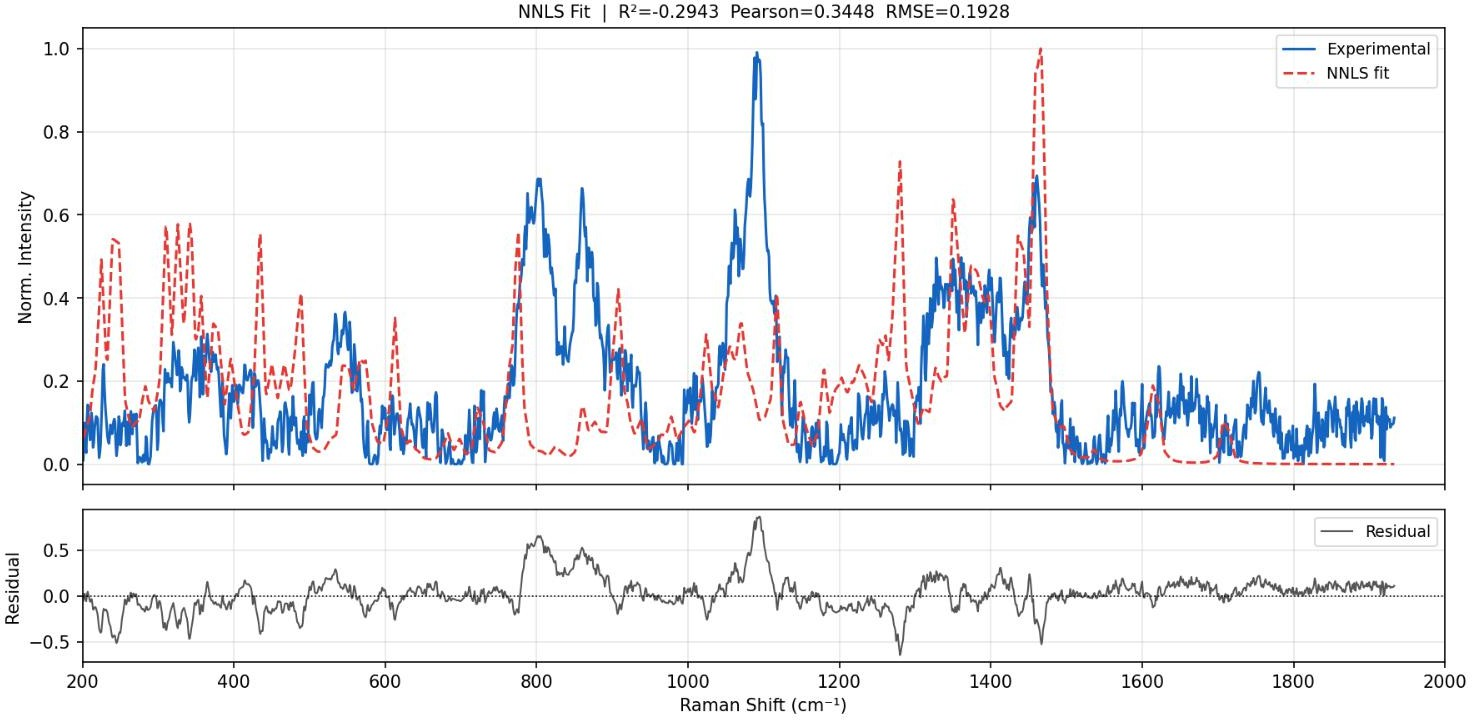 NNLS Fit | R²=-0.2943 Pearson=0.3448 RMSE=0.1928
Norm. Intensity
1.0
0.8
0.6
0.4
0.2
0.0
Experimental
NNLS fit
Residual
0.5
0.0
−0.5
Residual
200
400
600
800
1000
1200
1400
1600
1800
2000
Raman Shift (cm⁻¹)